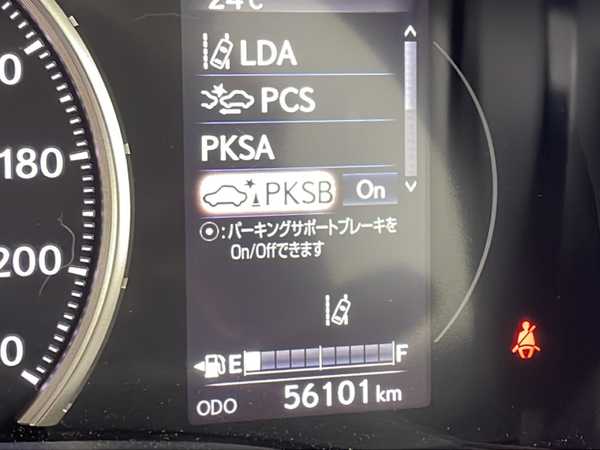 24℃
LDA
PCS
180
PKSA
PKSB On
◉:パーキングサポートブレーキを
On/Offできます
200
E F
ODO 56101 km